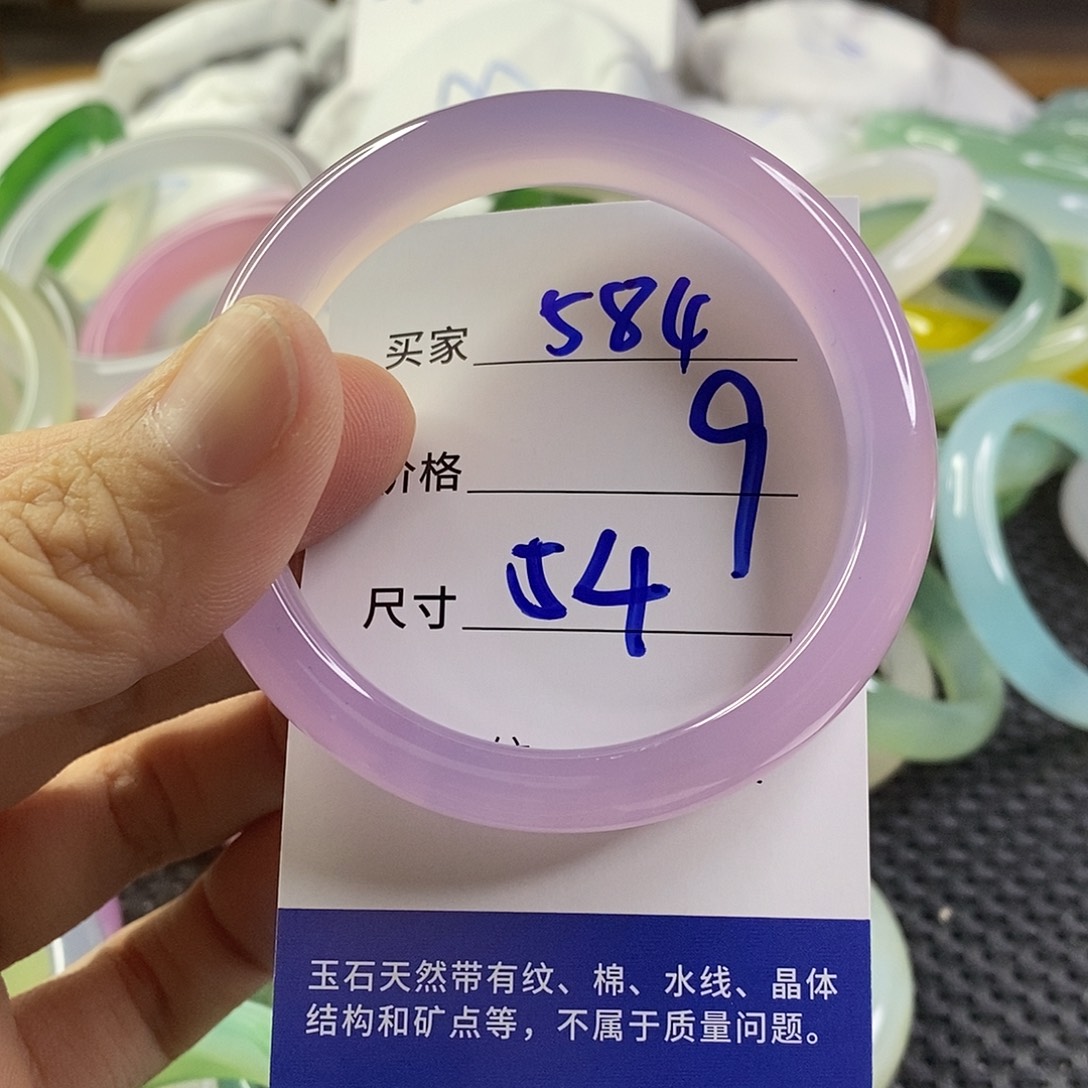 买家 584
价格 9
尺寸 54
玉石天然带有纹、棉、水线、晶体
结构和矿点等，不属于质量问题。